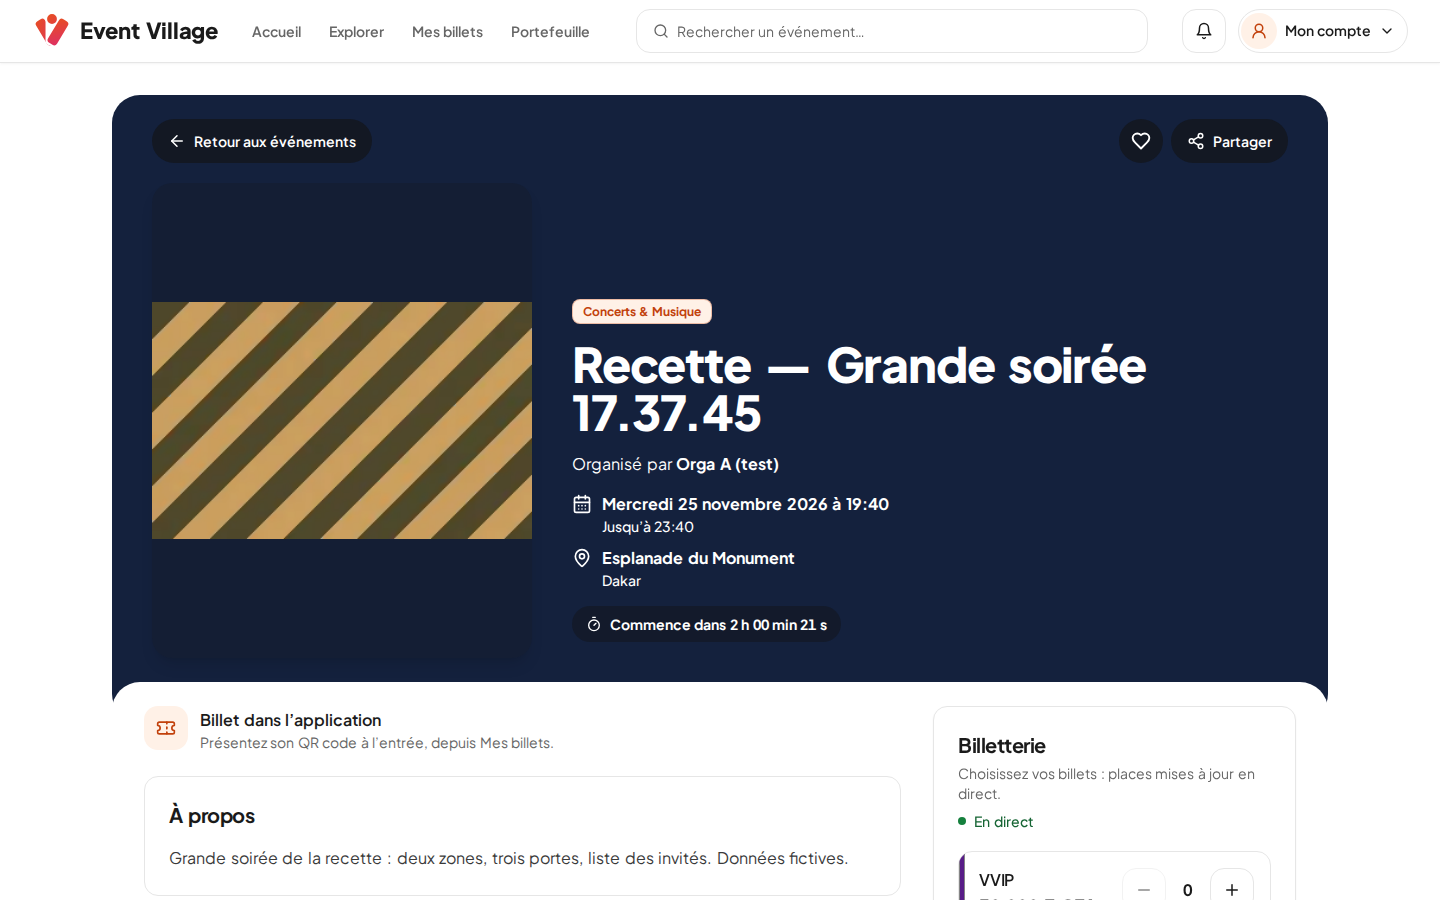 Event Village
Accueil
Explorer
Mes billets
Portefeuille
Rechercher un événement…
Mon compte
Retour aux événements
Partager
Concerts & Musique
Recette — Grande soirée
17.37.45
Organisé par Orga A (test)
Mercredi 25 novembre 2026 à 19:40
Jusqu’à 23:40
Esplanade du Monument
Dakar
Commence dans 2 h 00 min 21 s
Billet dans l’application
Présentez son QR code à l’entrée, depuis Mes billets.
À propos
Grande soirée de la recette : deux zones, trois portes, liste des invités. Données fictives.
Billetterie
Choisissez vos billets : places mises à jour en
direct.
En direct
VVIP
0